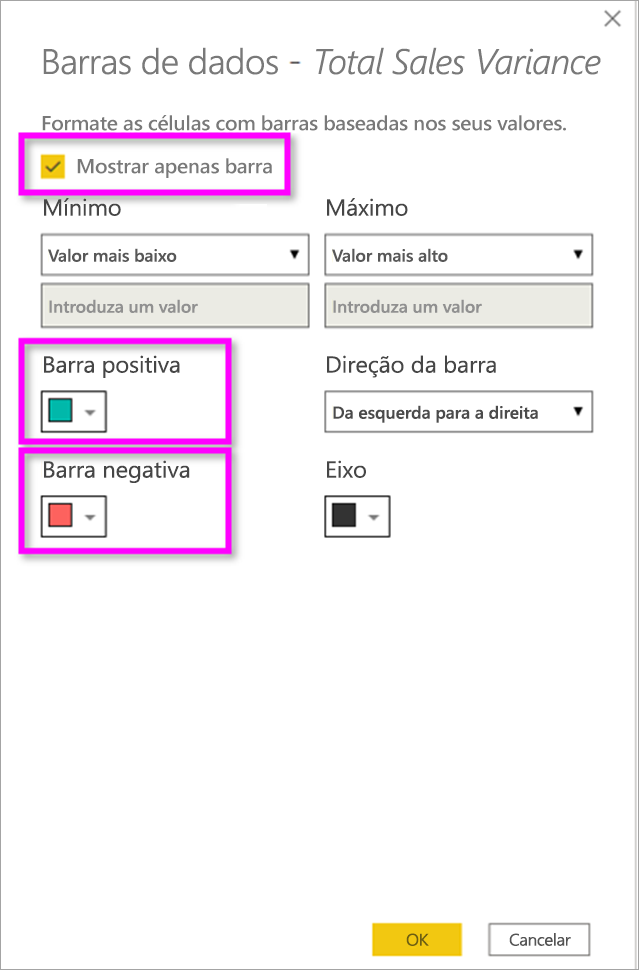 Barras de dados - Total Sales Variance
Formate as células com barras baseadas nos seus valores.
Mostrar apenas barra
Mínimo
Máximo
Valor mais baixo
Valor mais alto
Introduza um valor
Introduza um valor
Barra positiva
Direção da barra
Da esquerda para a direita
Barra negativa
Eixo
OK
Cancelar